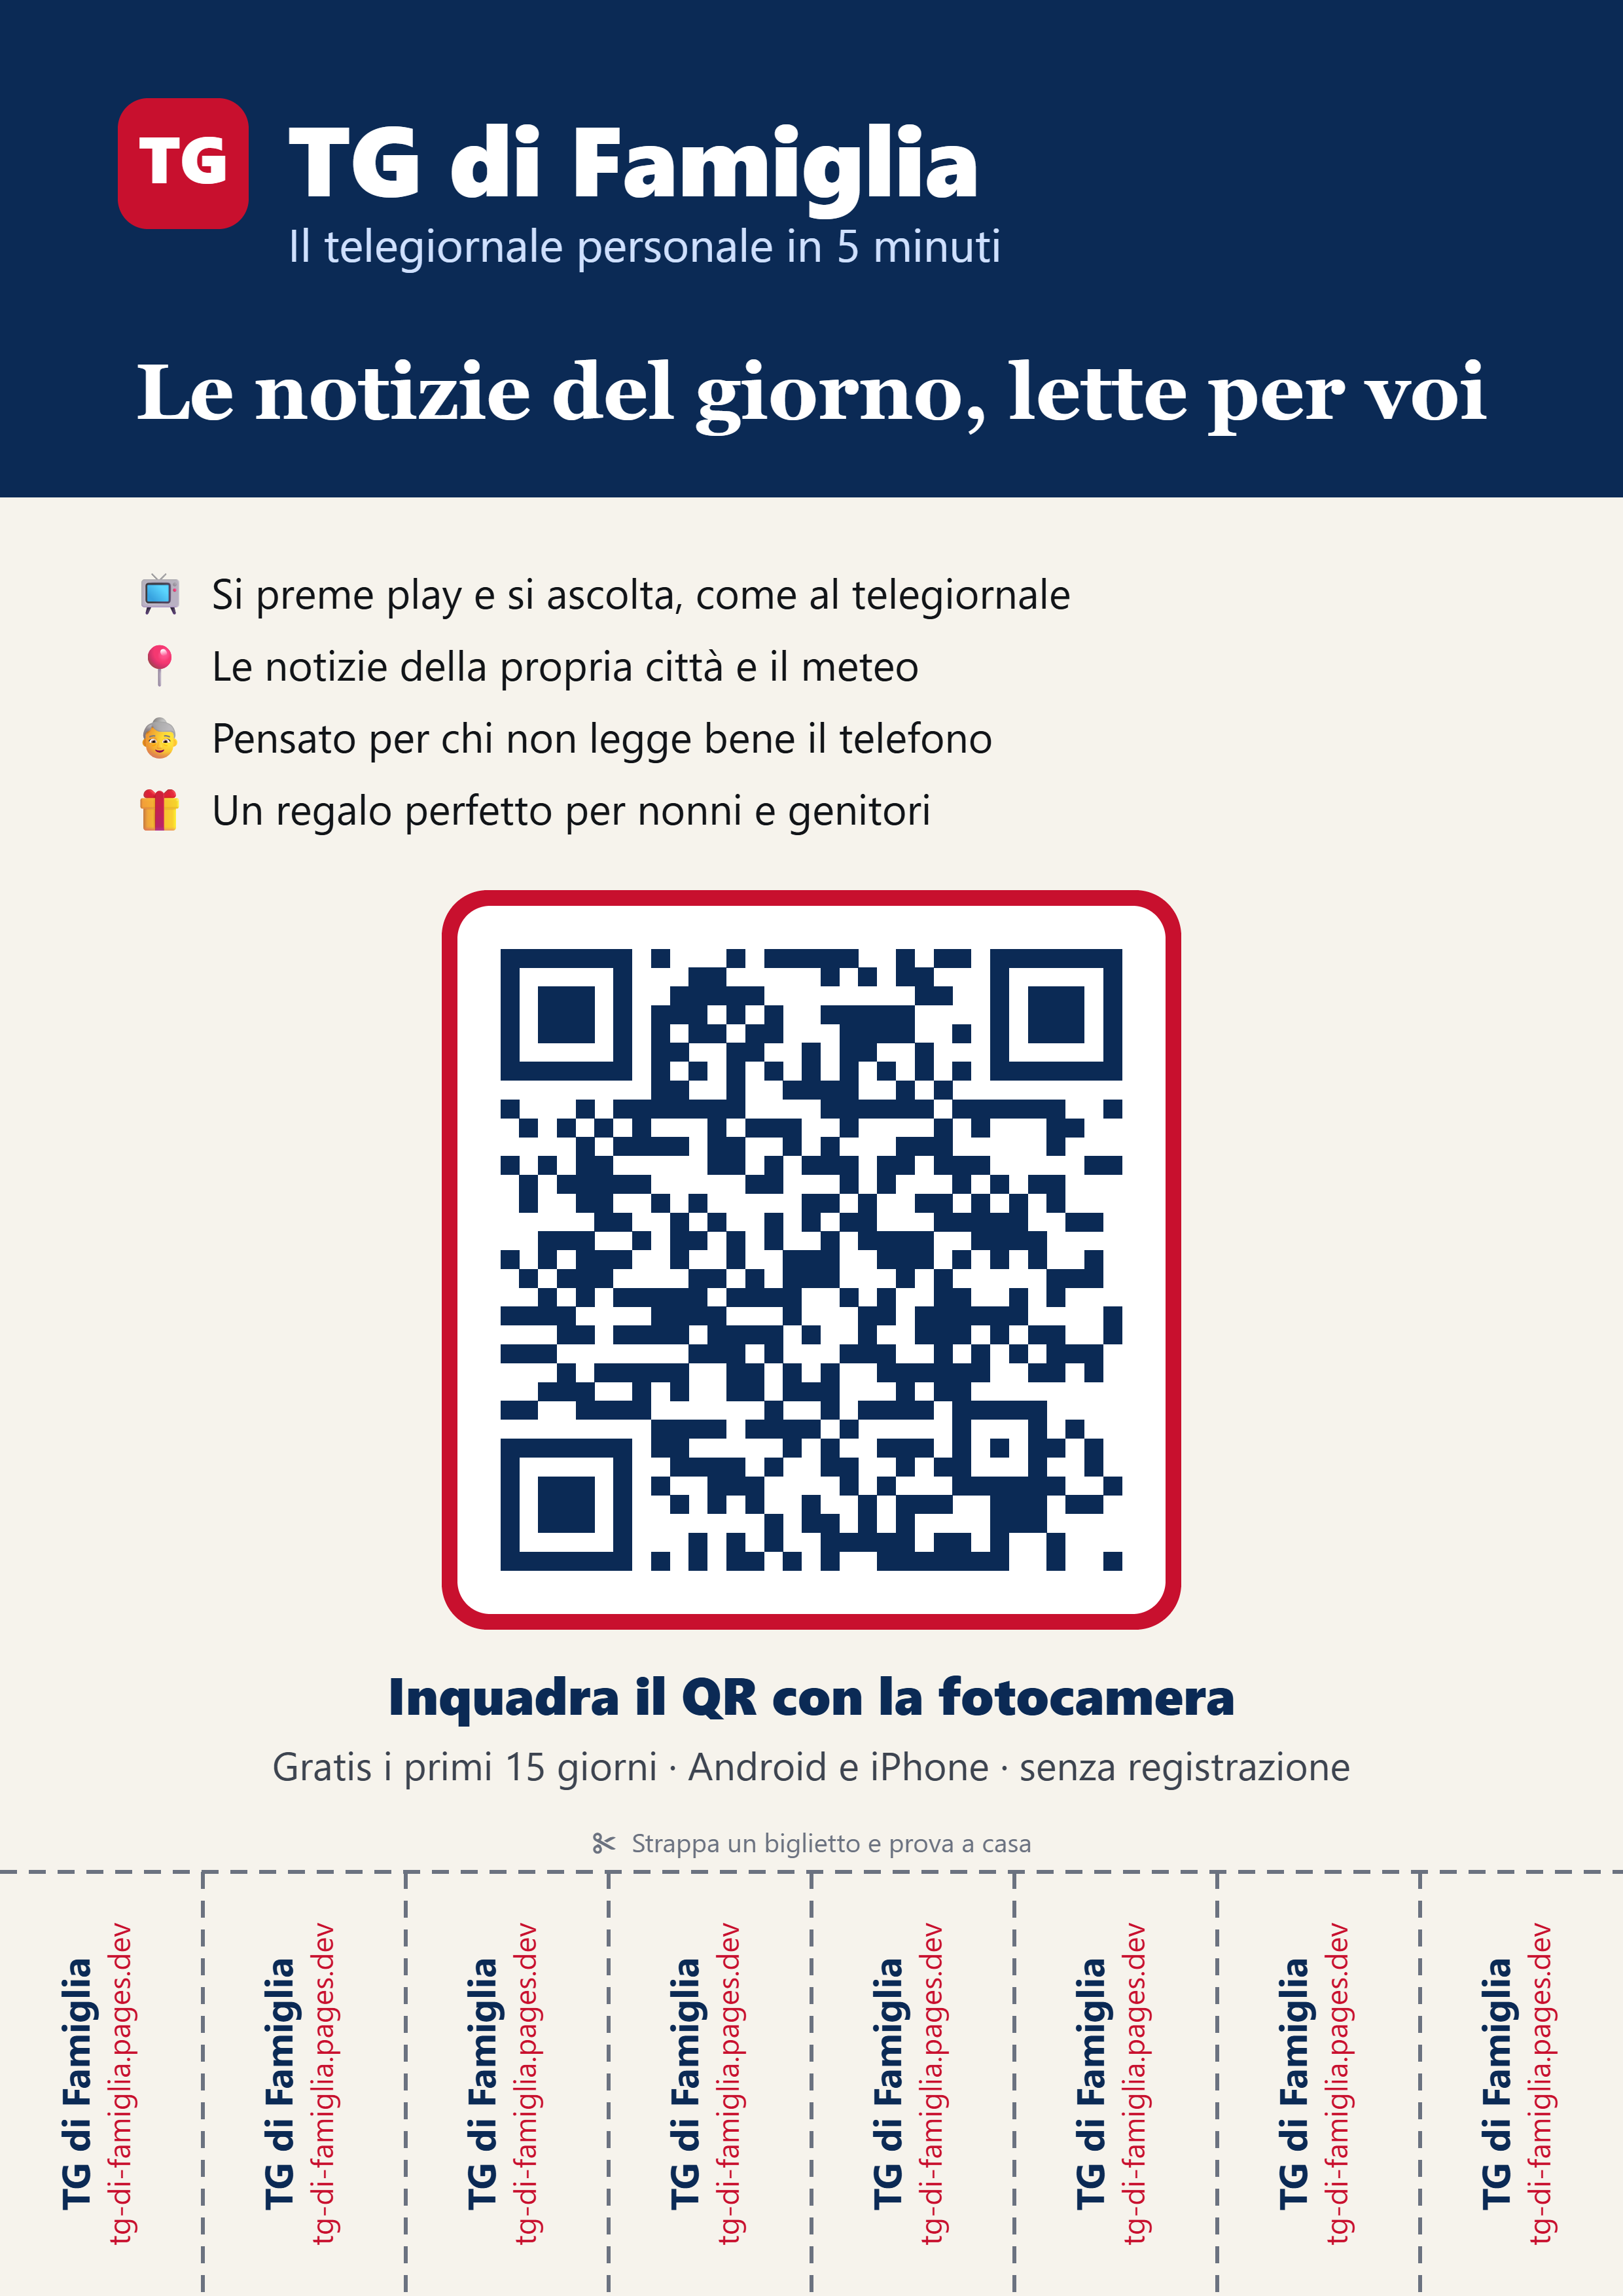 TG
TG di Famiglia
Il telegiornale personale in 5 minuti
Le notizie del giorno, lette per voi
Si preme play e si ascolta, come al telegiornale
Le notizie della propria città e il meteo
Pensato per chi non legge bene il telefono
Un regalo perfetto per nonni e genitori
Inquadra il QR con la fotocamera
Gratis i primi 15 giorni · Android e iPhone · senza registrazione
Strappa un biglietto e prova a casa
TG di Famiglia
tg-di-famiglia.pages.dev
TG di Famiglia
tg-di-famiglia.pages.dev
TG di Famiglia
tg-di-famiglia.pages.dev
TG di Famiglia
tg-di-famiglia.pages.dev
TG di Famiglia
tg-di-famiglia.pages.dev
TG di Famiglia
tg-di-famiglia.pages.dev
TG di Famiglia
tg-di-famiglia.pages.dev
TG di Famiglia
tg-di-famiglia.pages.dev